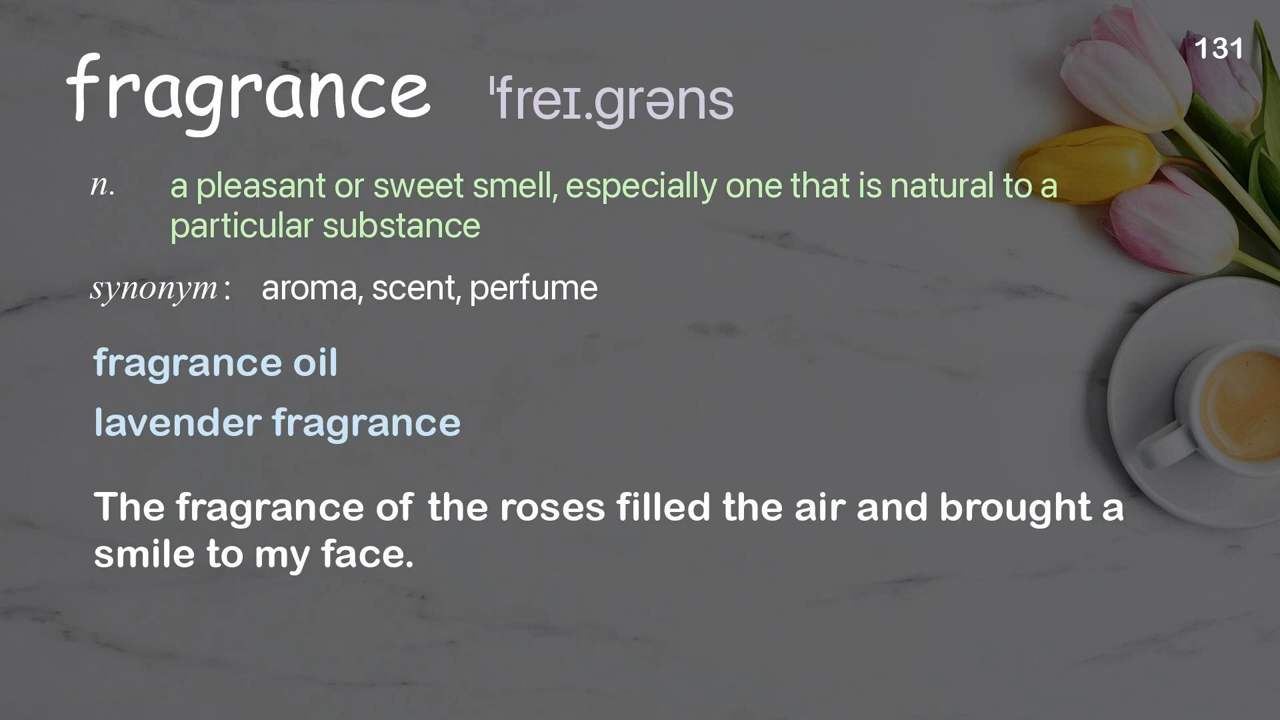 131
fragrance ˈfreɪ.grəns
n. a pleasant or sweet smell, especially one that is natural to a
particular substance
synonym: aroma, scent, perfume
fragrance oil
lavender fragrance
The fragrance of the roses filled the air and brought a
smile to my face.